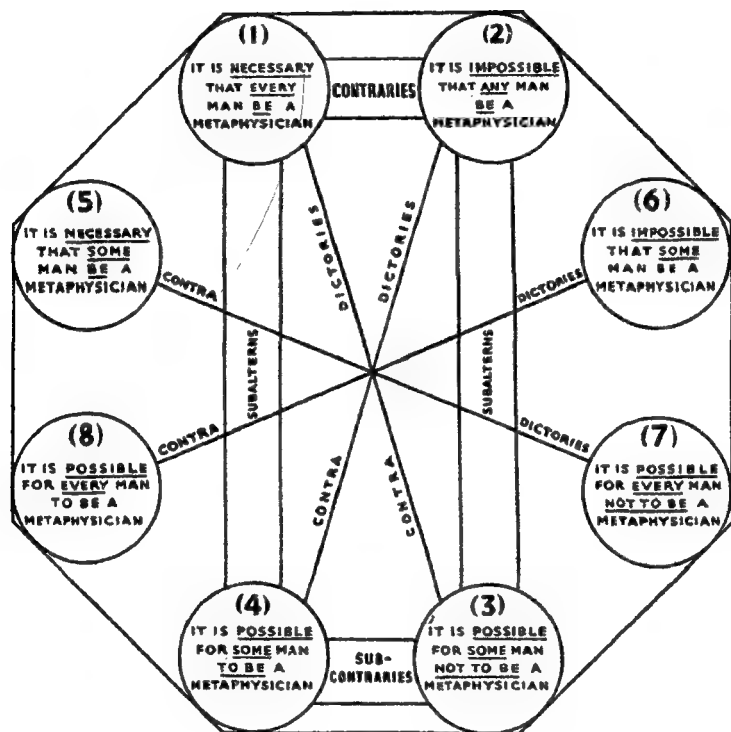 (1)
IT IS NECESSARY
THAT EVERY
MAN BE A
METAPHYSICIAN
CONTRARIES
(2)
IT IS IMPOSSIBLE
THAT ANY MAN
BE A
METAPHYSICIAN
(5)
IT IS NECESSARY
THAT SOME
MAN BE A
METAPHYSICIAN
(6)
IT IS IMPOSSIBLE
THAT SOME
MAN BE A
METAPHYSICIAN
DICTORIES
DICTORIES
CONTRA
DICTORIES
SUBALTERNS
SUBALTERNS
CONTRA
DICTORIES
CONTRA
CONTRA
(8)
IT IS POSSIBLE
FOR EVERY MAN
TO BE A
METAPHYSICIAN
(7)
IT IS POSSIBLE
FOR EVERY MAN
NOT TO BE A
METAPHYSICIAN
(4)
IT IS POSSIBLE
FOR SOME MAN
TO BE A
METAPHYSICIAN
SUB-
CONTRARIES
(3)
IT IS POSSIBLE
FOR SOME MAN
NOT TO BE A
METAPHYSICIAN